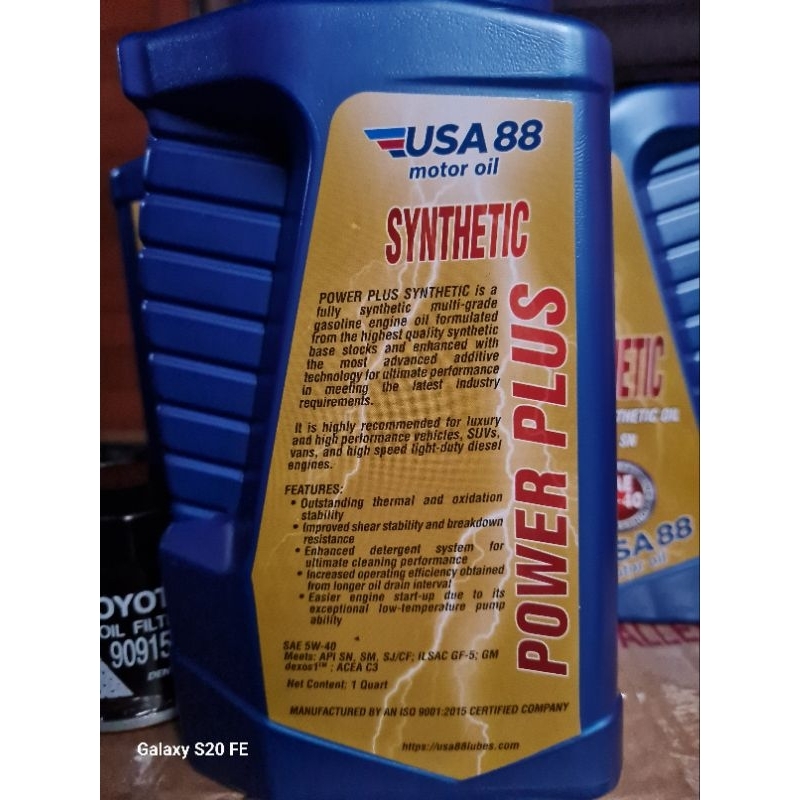 USA 88
motor oil
SYNTHETIC
POWER PLUS SYNTHETIC is a
fully synthetic multi-grade
gasoline engine oil formulated
from the highest quality synthetic
base stocks and enhanced with
the most advanced additive
technology for ultimate performance
in meeting the latest industry
requirements.
It is highly recommended for luxury
and high performance vehicles, SUVs,
vans, and high speed light-duty diesel
engines.
FEATURES:
• Outstanding thermal and oxidation
stability
• Improved shear stability and breakdown
resistance
• Enhanced detergent system for
ultimate cleaning performance
• Increased operating efficiency obtained
from longer oil drain interval
• Easier engine start-up due to its
exceptional low-temperature pump
ability
SAE 5W-40
Meets: API SN, SM, SJ/CF; ILSAC GF-5; GM
dexos1™ ; ACEA C3
Net Content: 1 Quart
MANUFACTURED BY AN ISO 9001:2015 CERTIFIED COMPANY
https://usa88lubes.com
POWER PLUS
ETIC
THETIC OIL
SN
SA 88
tor oil
OYOT
OIL FILT
90915
DEN
Galaxy S20 FE